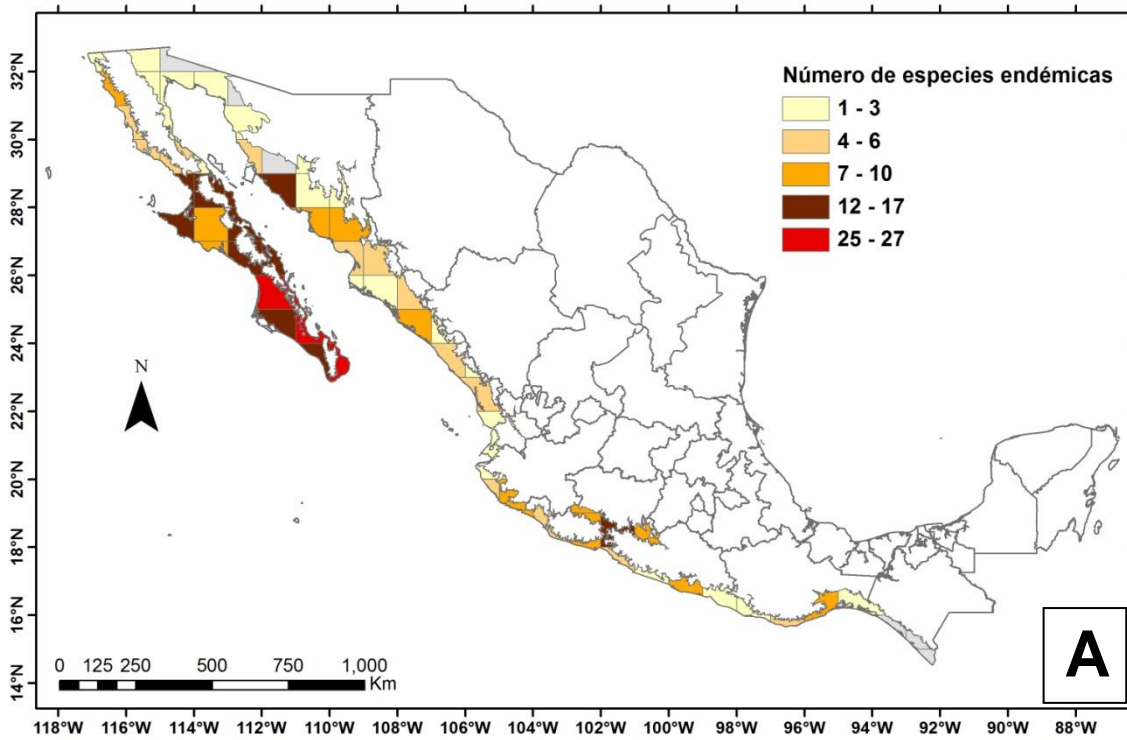 Número de especies endémicas
1 - 3
4 - 6
7 - 10
12 - 17
25 - 27
32°N
30°N
28°N
26°N
24°N
22°N
20°N
18°N
16°N
14°N
N
0 125 250 500 750 1,000
Km
A
118°W 116°W 114°W 112°W 110°W 108°W 106°W 104°W 102°W 100°W 98°W 96°W 94°W 92°W 90°W 88°W